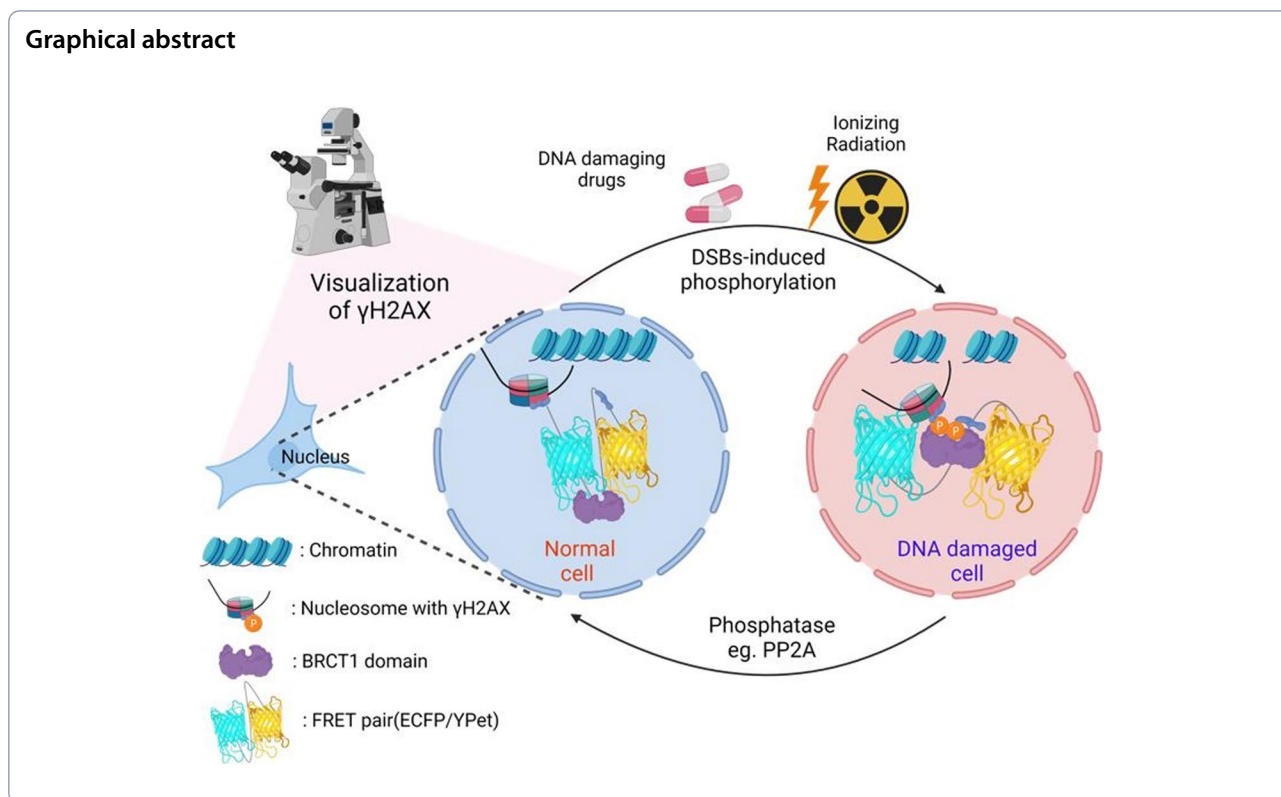 Graphical abstract
Ionizing
Radiation
DNA damaging
drugs
DSBs-induced
phosphorylation
Visualization
of γH2AX
Nucleus
P
P
Normal
cell
DNA damaged
cell
: Chromatin
: Nucleosome with γH2AX
P
Phosphatase
eg. PP2A
: BRCT1 domain
: FRET pair(ECFP/YPet)